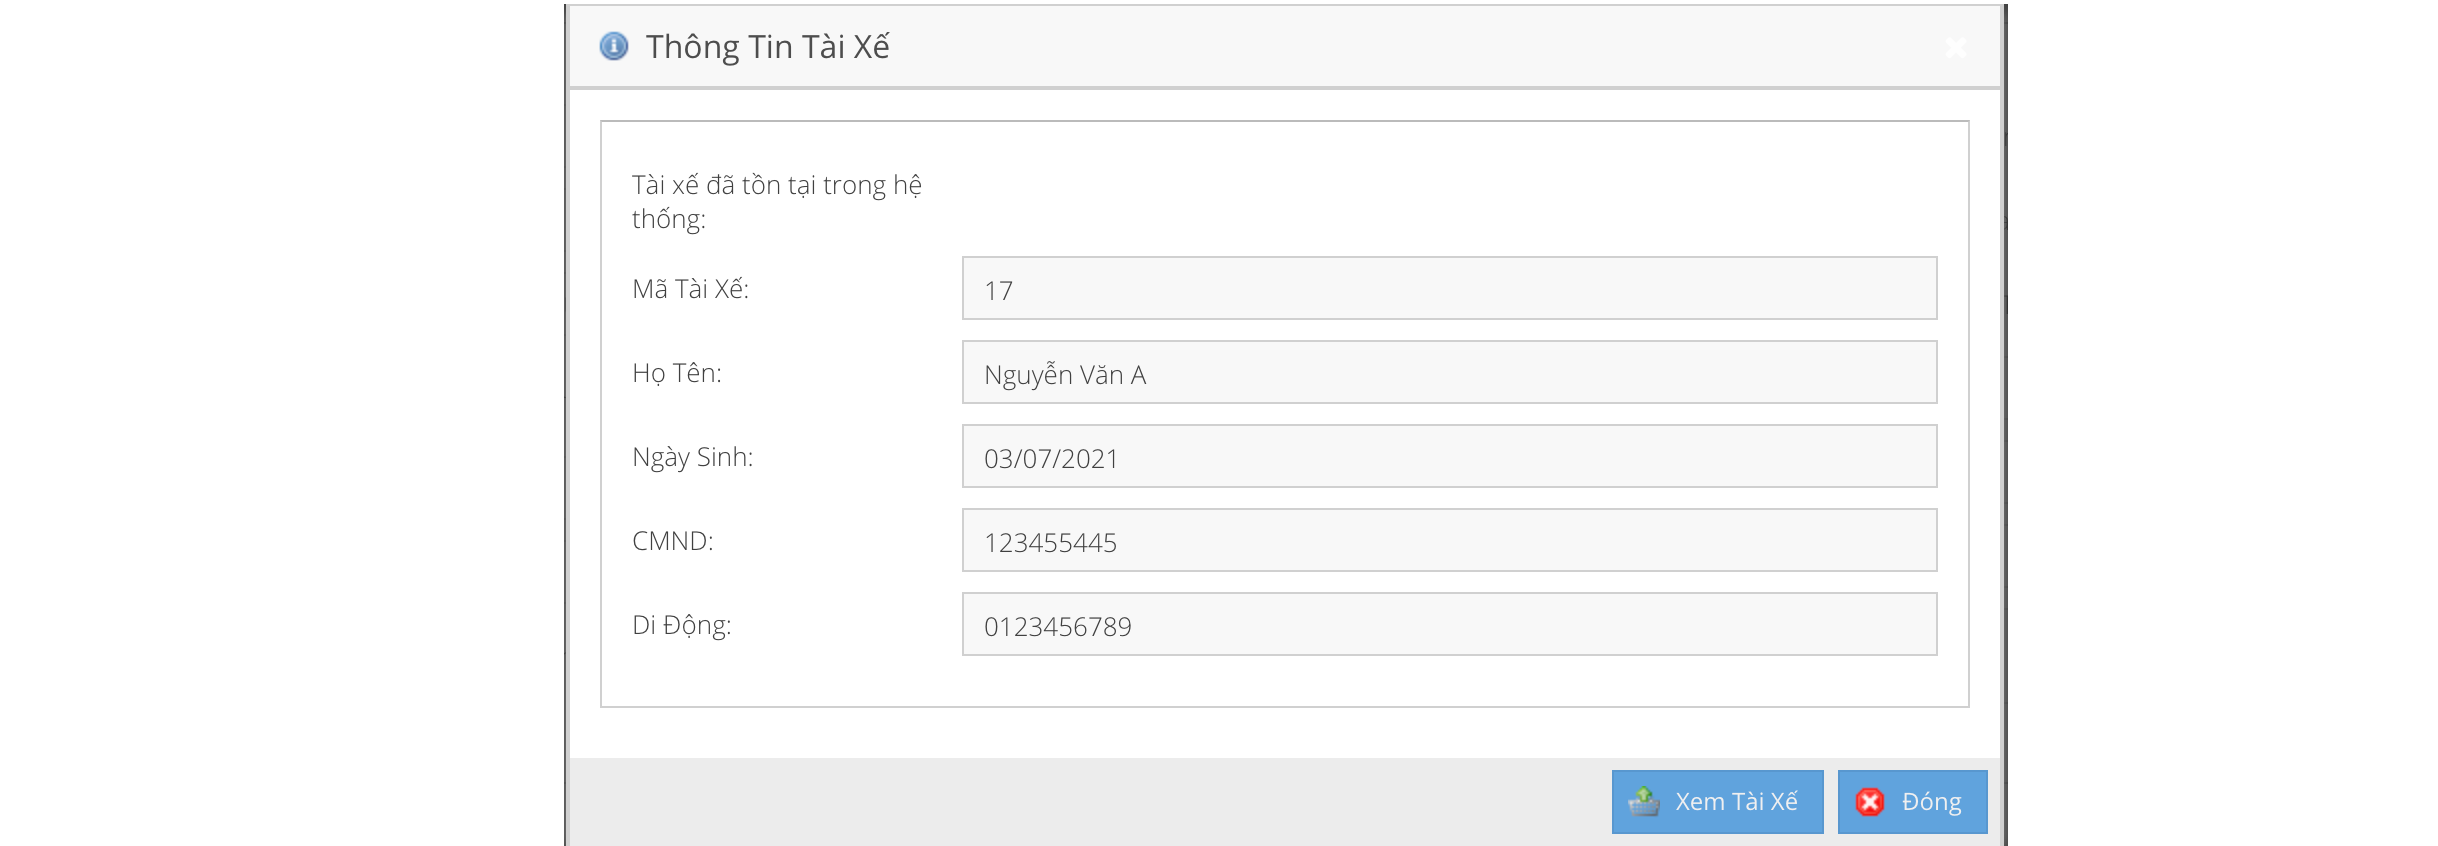 Thông Tin Tài Xế
Tài xế đã tồn tại trong hệ
thống:
Mã Tài Xế:
17
Họ Tên:
Nguyễn Văn A
Ngày Sinh:
03/07/2021
CMND:
123455445
Di Động:
0123456789
Xem Tài Xế
Đóng